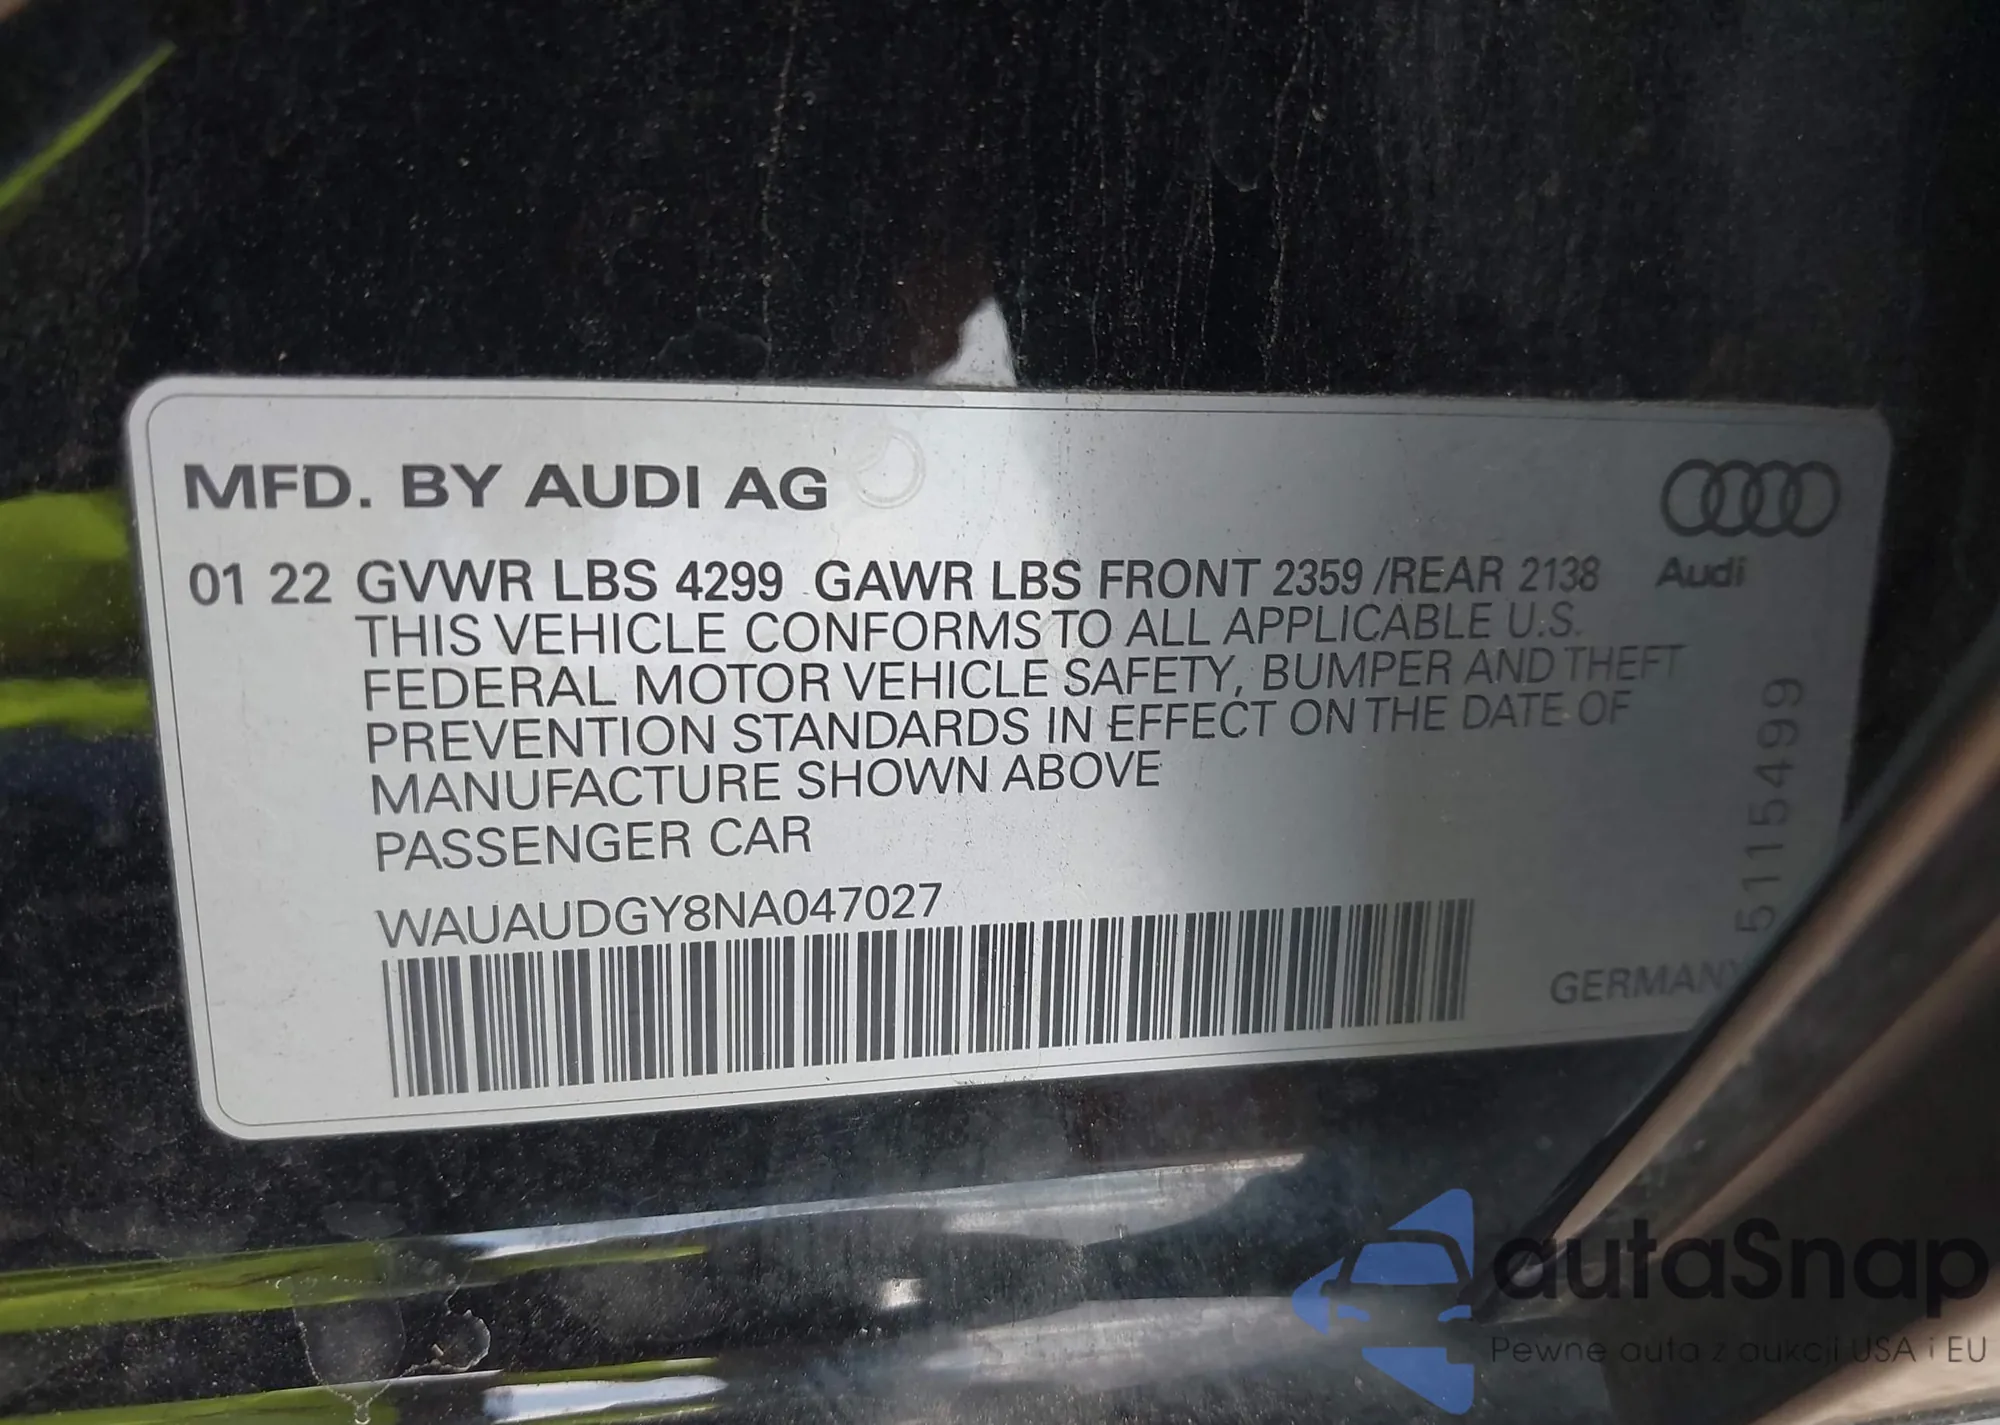 MFD. BY AUDI AG
01 22 GVWR LBS 4299 GAWR LBS FRONT 2359 /REAR 2138
Audi
THIS VEHICLE CONFORMS TO ALL APPLICABLE U.S.
FEDERAL MOTOR VEHICLE SAFETY, BUMPER AND THEFT
PREVENTION STANDARDS IN EFFECT ON THE DATE OF
MANUFACTURE SHOWN ABOVE
PASSENGER CAR
WAUAUDGY8NA047027
5115499
GERMANY
autaSnap
Pewne auta z aukcji USA i EU